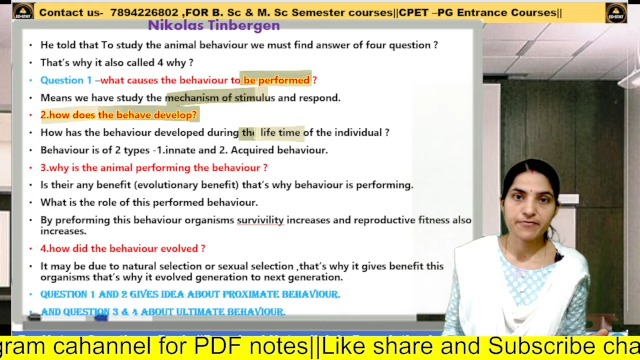 Contact us- 7894226802 ,FOR B. Sc & M. Sc Semester courses||CPET –PG Entrance Courses||
Nikolas Tinbergen
• He told that To study the animal behaviour we must find answer of four question ?
• That's why it also called 4 why ?
• Question 1 –what causes the behaviour to be performed ?
• Means we have study the mechanism of stimulus and respond.
• 2.how does the behave develop?
• How has the behaviour developed during the life time of the individual ?
• Behaviour is of 2 types -1.innate and 2. Acquired behaviour.
• 3.why is the animal performing the behaviour ?
• Is their any benefit (evolutionary benefit) that's why behaviour is performing.
• What is the role of this performed behaviour.
• By preforming this behaviour organisms survivility increases and reproductive fitness also
increases.
• 4.how did the behaviour evolved ?
• It may be due to natural selection or sexual selection ,that's why it gives benefit this
organisms that's why it evolved generation to next generation.
• QUESTION 1 AND 2 GIVES IDEA ABOUT PROXIMATE BEHAVIOUR.
• AND QUESTION 3 & 4 ABOUT ULTIMATE BEHAVIOUR.
gram cahannel for PDF notes||Like share and Subscribe cha